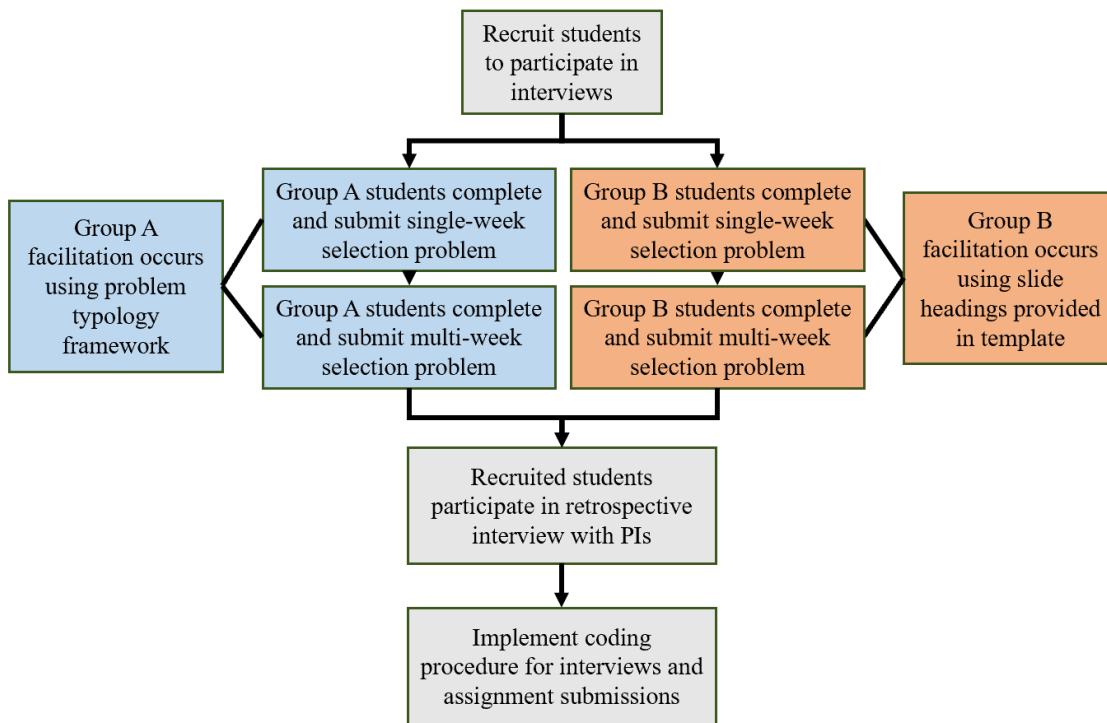 Recruit students
to participate in
interviews
Group A
facilitation occurs
using problem
typology
framework
Group A students complete
and submit single-week
selection problem
Group A students complete
and submit multi-week
selection problem
Group B students complete
and submit single-week
selection problem
Group B students complete
and submit multi-week
selection problem
Group B
facilitation occurs
using slide
headings provided
in template
Recruited students
participate in retrospective
interview with PIs
Implement coding
procedure for interviews and
assignment submissions